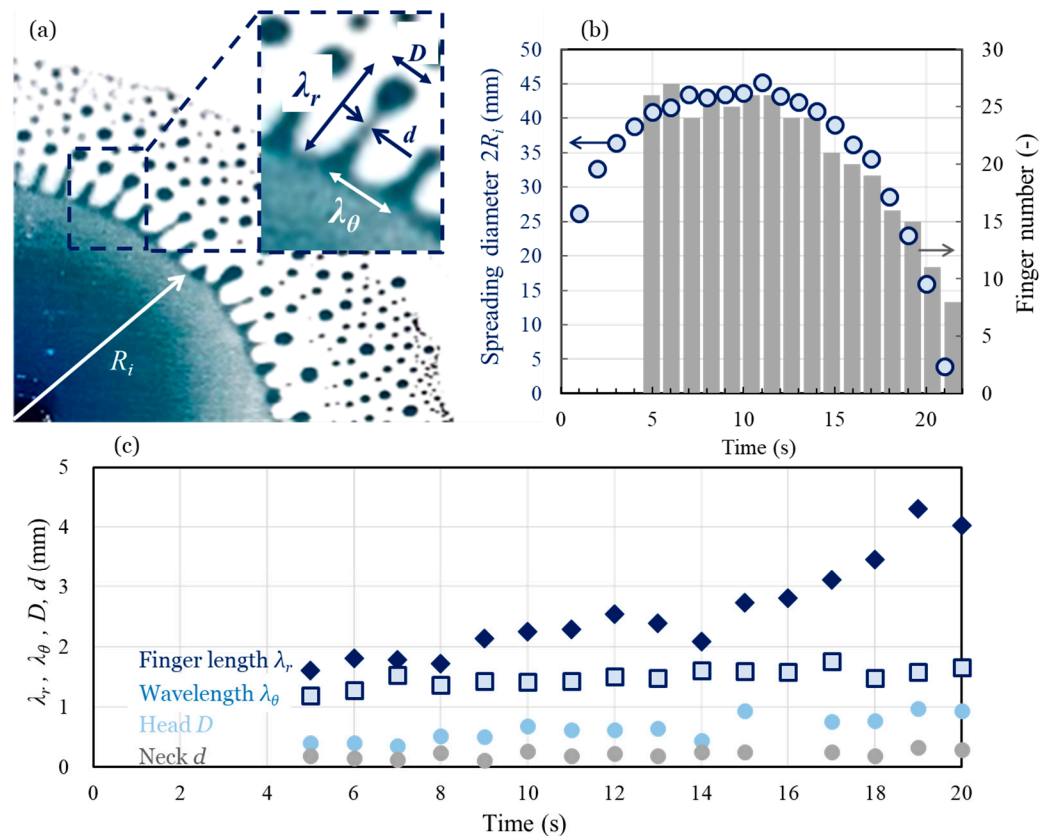 (a)
λr
D
d
λθ
Ri
(b)
Spreading diameter 2Ri (mm)
50
45
40
35
30
25
20
15
10
5
0
30
25
20
15
10
5
0
Finger number (-)
0
5
10
15
20
Time (s)
(c)
λr , λθ , D, d (mm)
5
4
3
2
1
0
Finger length λr
Wavelength λθ
Head D
Neck d
0
2
4
6
8
10
12
14
16
18
20
Time (s)